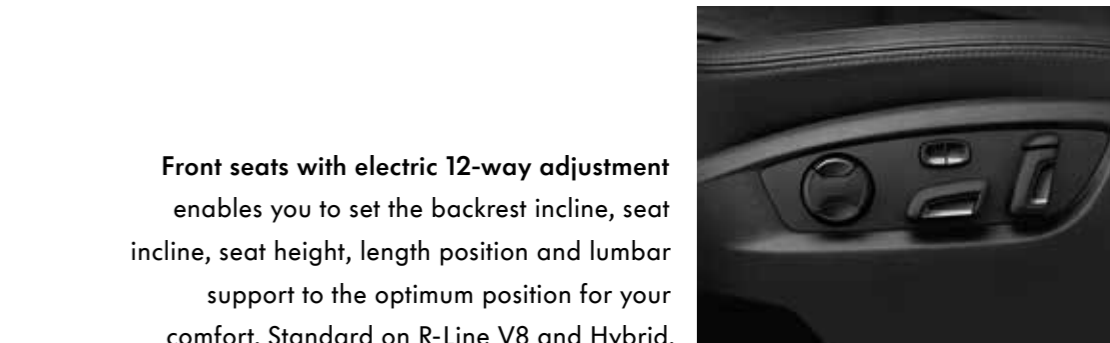 Front seats with electric 12-way adjustment
enables you to set the backrest incline, seat
incline, seat height, length position and lumbar
support to the optimum position for your
comfort. Standard on R-Line V8 and Hybrid.